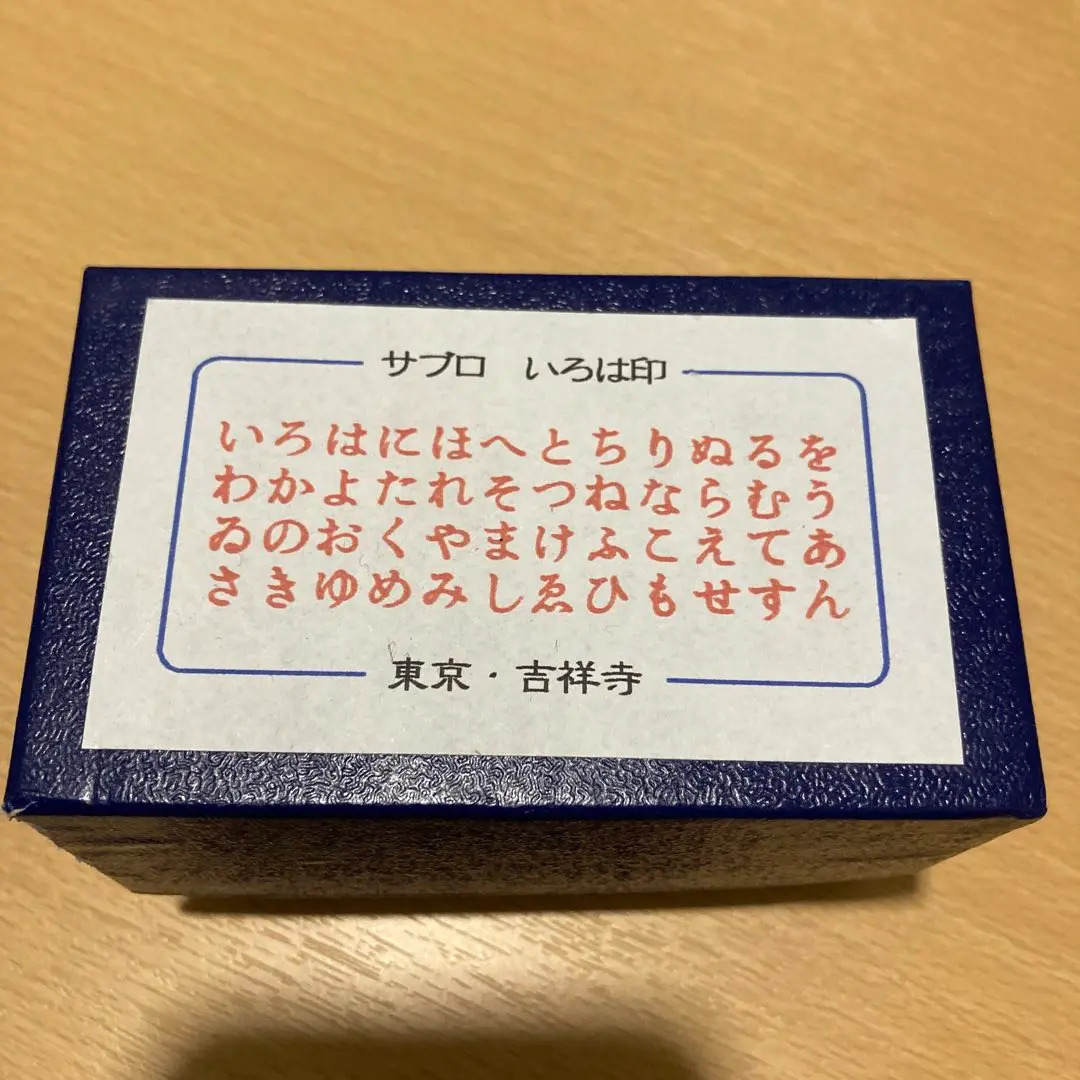 サブロ　いろは印
いろはにほへとちりぬるを
わかよたれそつねならむう
ゐのおくやまけふこえてあ
さきゆめみしゑひもせすん
東京・吉祥寺